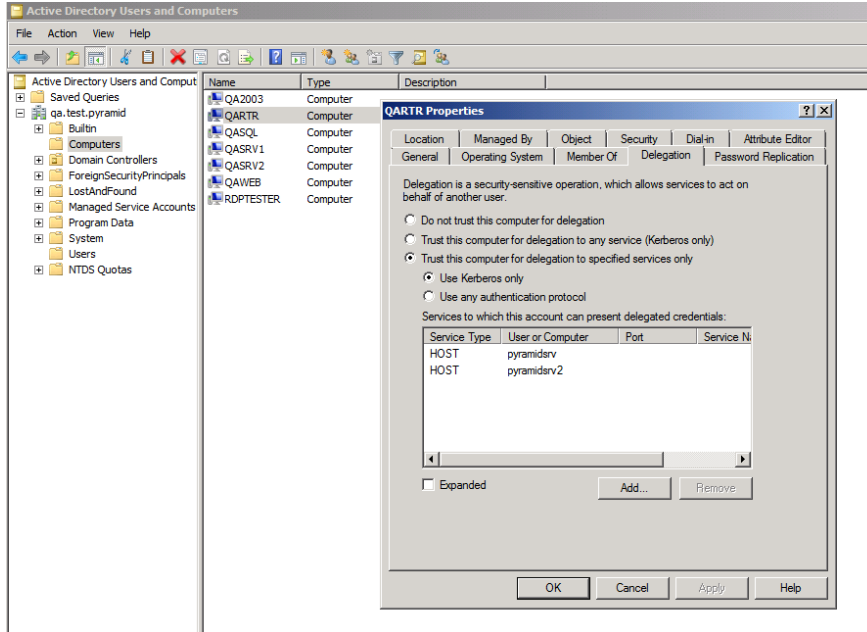 Active Directory Users and Computers
File Action View Help
Active Directory Users and Comput
Saved Queries
qa.test.pyramid
Builtin
Computers
Domain Controllers
ForeignSecurityPrincipals
LostAndFound
Managed Service Accounts
Program Data
System
Users
NTDS Quotas
Name Type Description
QA2003 Computer
QARTR Computer
QASQL Computer
QASRV1 Computer
QASRV2 Computer
QAWEB Computer
RDPTESTER Computer
QARTR Properties
Location Managed By Object Security Dial-in Attribute Editor
General Operating System Member Of Delegation Password Replication
Delegation is a security-sensitive operation, which allows services to act on
behalf of another user.
Do not trust this computer for delegation
Trust this computer for delegation to any service (Kerberos only)
Trust this computer for delegation to specified services only
Use Kerberos only
Use any authentication protocol
Services to which this account can present delegated credentials:
Service Type User or Computer Port Service Na
HOST pyramidsrv
HOST pyramidsrv2
Expanded
Add... Remove
OK Cancel Apply Help